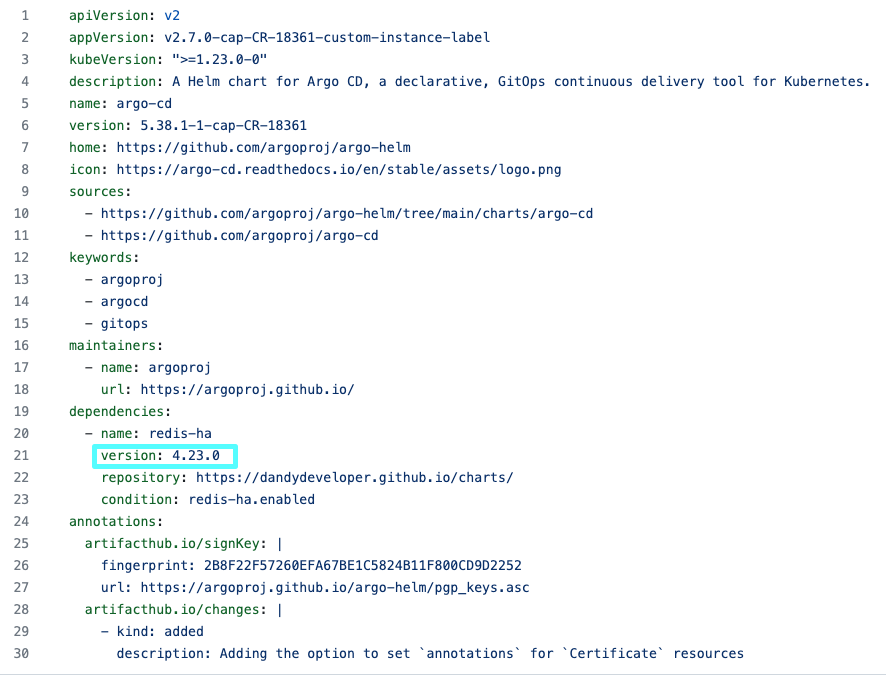 1 apiVersion: v2
2 appVersion: v2.7.0-cap-CR-18361-custom-instance-label
3 kubeVersion: ">=1.23.0-0"
4 description: A Helm chart for Argo CD, a declarative, GitOps continuous delivery tool for Kubernetes.
5 name: argo-cd
6 version: 5.38.1-1-cap-CR-18361
7 home: https://github.com/argoproj/argo-helm
8 icon: https://argo-cd.readthedocs.io/en/stable/assets/logo.png
9 sources:
10   - https://github.com/argoproj/argo-helm/tree/main/charts/argo-cd
11   - https://github.com/argoproj/argo-cd
12 keywords:
13   - argoproj
14   - argocd
15   - gitops
16 maintainers:
17   - name: argoproj
18     url: https://argoproj.github.io/
19 dependencies:
20   - name: redis-ha
21     version: 4.23.0
22     repository: https://dandydeveloper.github.io/charts/
23     condition: redis-ha.enabled
24 annotations:
25   artifacthub.io/signKey: |
26     fingerprint: 2B8F22F57260EFA67BE1C5824B11F800CD9D2252
27     url: https://argoproj.github.io/argo-helm/pgp_keys.asc
28   artifacthub.io/changes: |
29     - kind: added
30       description: Adding the option to set `annotations` for `Certificate` resources